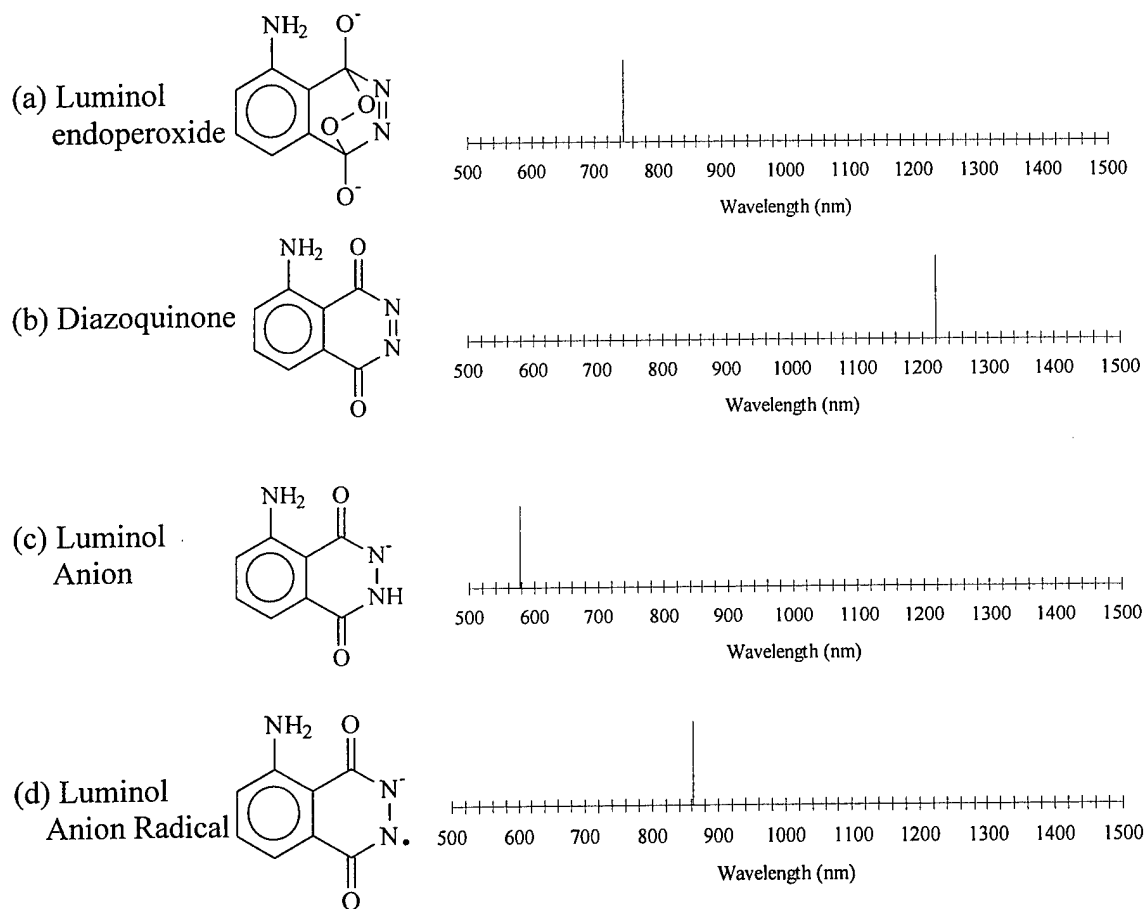 (a) Luminol
endoperoxide
NH2
O-
O
O
N
N
O-
500 600 700 800 900 1000 1100 1200 1300 1400 1500
Wavelength (nm)
(b) Diazoquinone
NH2
O
N
N
O
500 600 700 800 900 1000 1100 1200 1300 1400 1500
Wavelength (nm)
(c) Luminol
Anion
NH2
O
N-
NH
O
500 600 700 800 900 1000 1100 1200 1300 1400 1500
Wavelength (nm)
(d) Luminol
Anion Radical
NH2
O
N-
N•
O
500 600 700 800 900 1000 1100 1200 1300 1400 1500
Wavelength (nm)